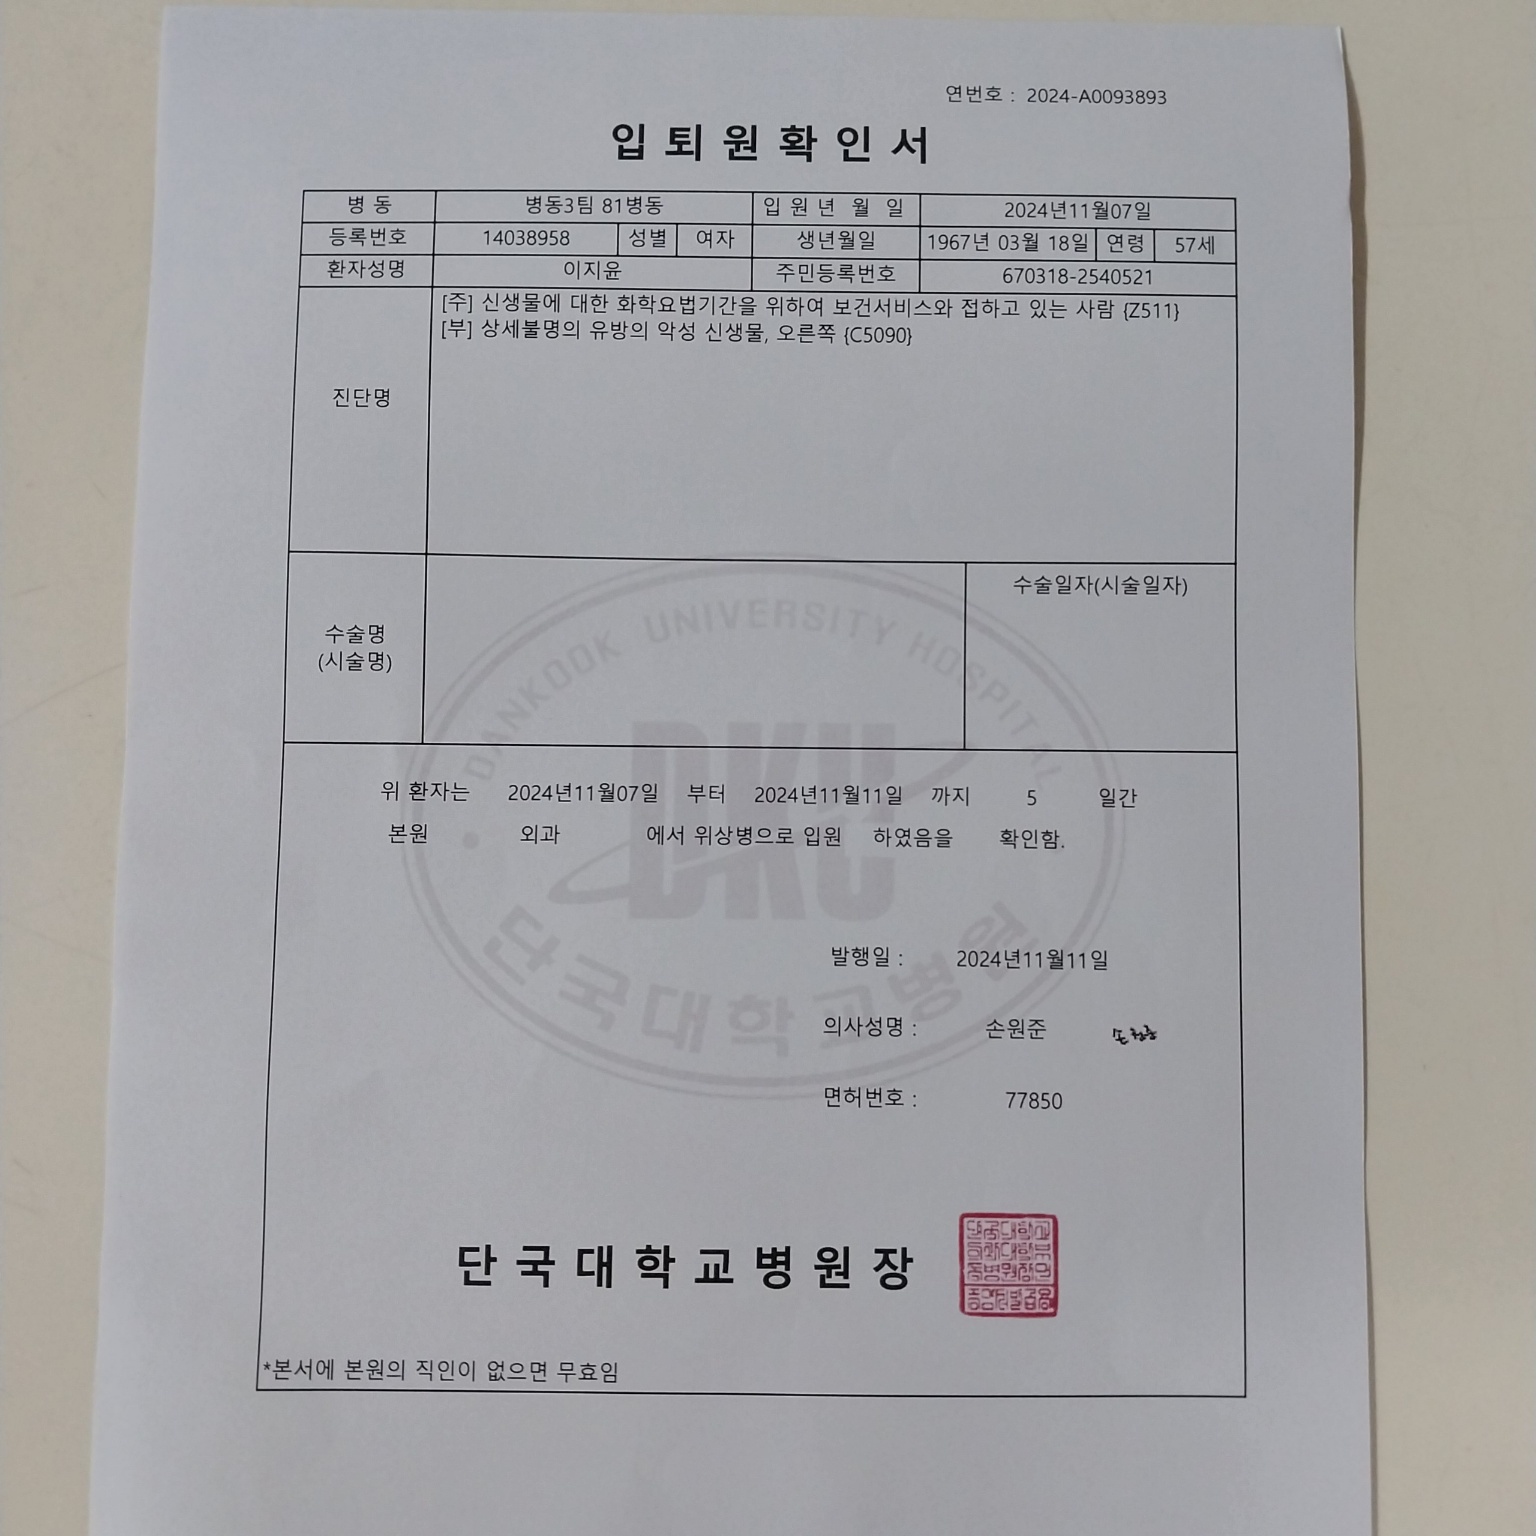 연번호 : 2024-A0093893
입퇴원확인서
병 동 병동3팀 81병동 입 원 년 월 일 2024년11월07일
등록번호 14038958 성별 여자 생년월일 1967년 03월 18일 연령 57세
환자성명 이지윤 주민등록번호 670318-2540521
진단명
[주] 신생물에 대한 화학요법기간을 위하여 보건서비스와 접하고 있는 사람 {Z511}
[부] 상세불명의 유방의 악성 신생물, 오른쪽 {C5090}
수술명
(시술명)
수술일자(시술일자)
DANKOOK UNIVERSITY HOSPITAL
DKU
단국대학교병원
위 환자는 2024년11월07일 부터 2024년11월11일 까지 5 일간
본원 외과 에서 위상병으로 입원 하였음을 확인함.
발행일 : 2024년11월11일
의사성명 : 손원준
면허번호 : 77850
단국대학교병원장
*본서에 본원의 직인이 없으면 무효임